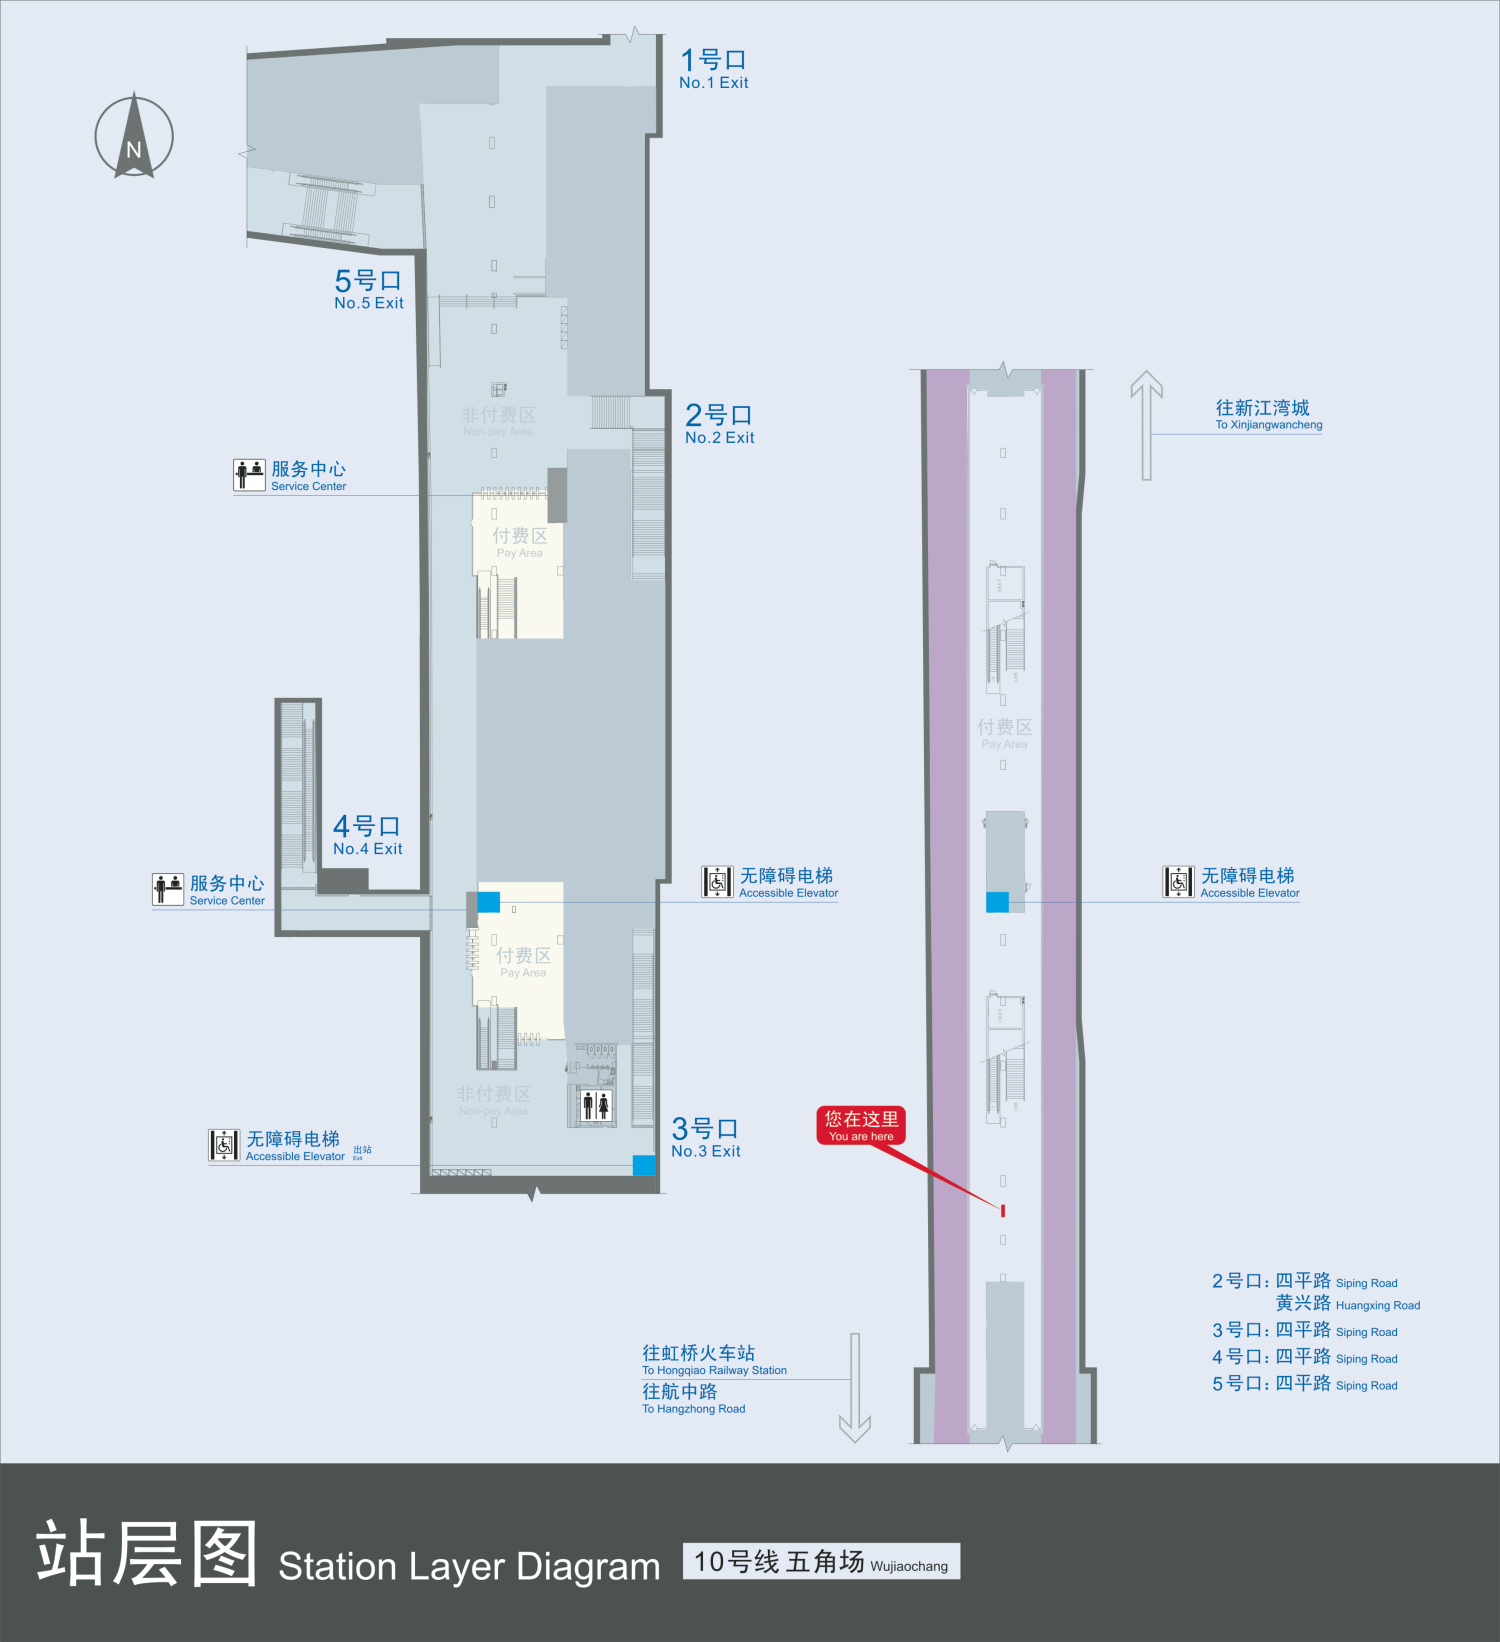 1号口
No.1 Exit
N
5号口
No.5 Exit
2号口
No.2 Exit
往新江湾城
To Xinjiangwancheng
非付费区
Non-pay Area
服务中心
Service Center
付费区
Pay Area
付费区
Pay Area
4号口
No.4 Exit
服务中心
Service Center
无障碍电梯
Accessible Elevator
无障碍电梯
Accessible Elevator
付费区
Pay Area
非付费区
Non-pay Area
3号口
No.3 Exit
您在这里
You are here
无障碍电梯 出站
Accessible Elevator Exit
2号口: 四平路 Siping Road
黄兴路 Huangxing Road
3号口: 四平路 Siping Road
4号口: 四平路 Siping Road
5号口: 四平路 Siping Road
往虹桥火车站
To Hongqiao Railway Station
往航中路
To Hangzhong Road
站层图 Station Layer Diagram 10号线 五角场 Wujiaochang